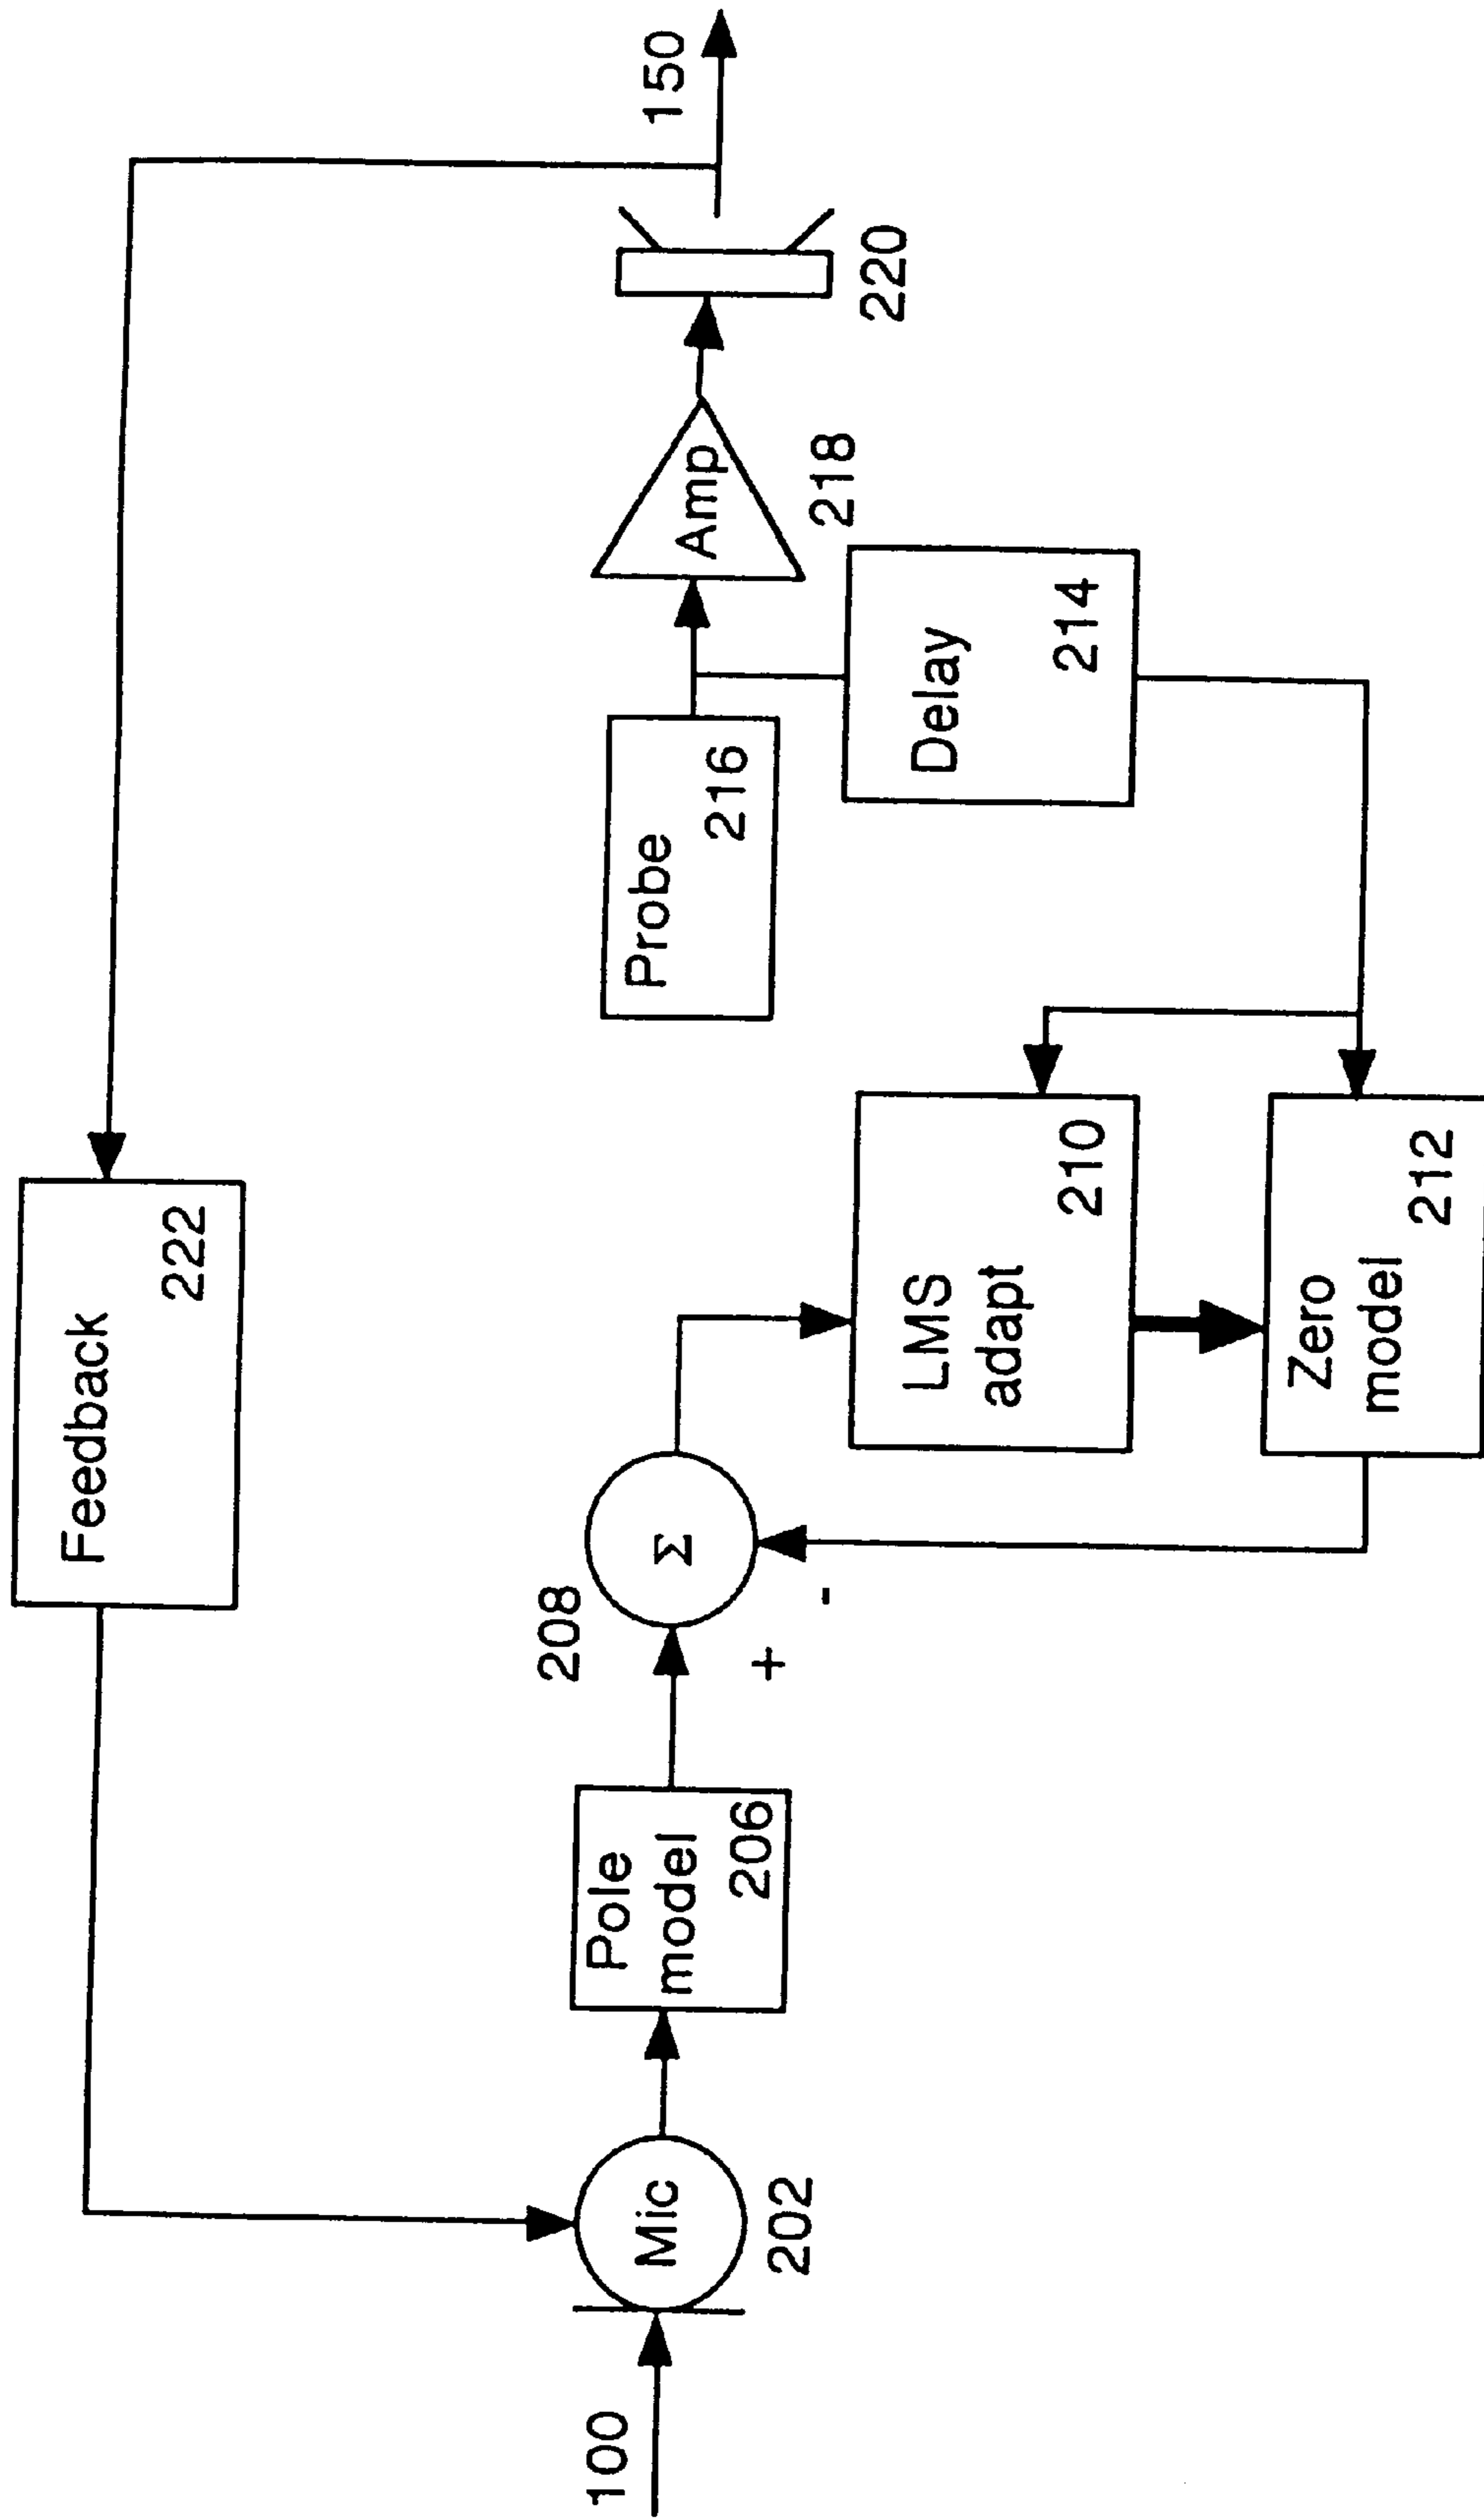 Feedback
222
100
Mic
202
Pole
model
206
208
Σ
+
-
LMS
adapt
210
Zero
model
212
Probe
216
Delay
214
Amp
218
220
150